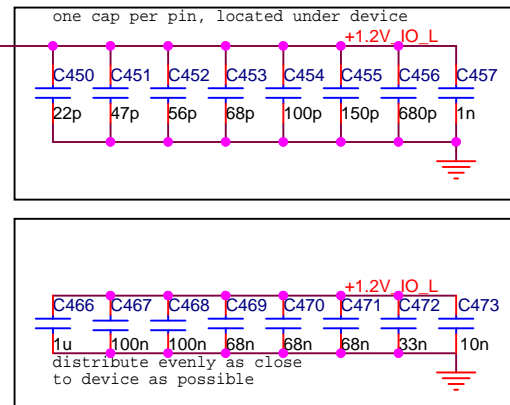 one cap per pin, located under device
+1.2V_IO_L
C450 C451 C452 C453 C454 C455 C456 C457
22p 47p 56p 68p 100p 150p 680p 1n
+1.2V_IO_L
C466 C467 C468 C469 C470 C471 C472 C473
1u 100n 100n 68n 68n 68n 33n 10n
distribute evenly as close
to device as possible